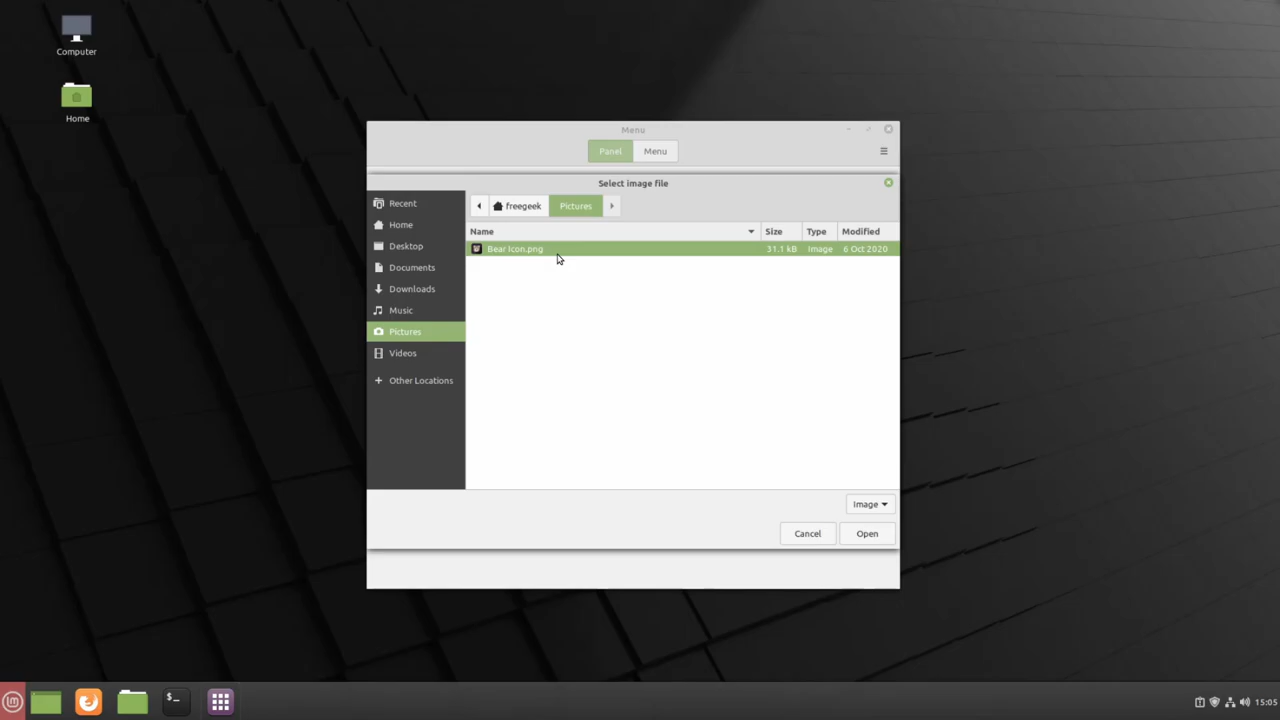 Computer
Home
Menu
Panel
Menu
Select image file
freegeek
Pictures
Name
Size
Type
Modified
Bear Icon.png
31.1 kB
Image
6 Oct 2020
Recent
Home
Desktop
Documents
Downloads
Music
Pictures
Videos
Other Locations
Image
Cancel
Open
15:05